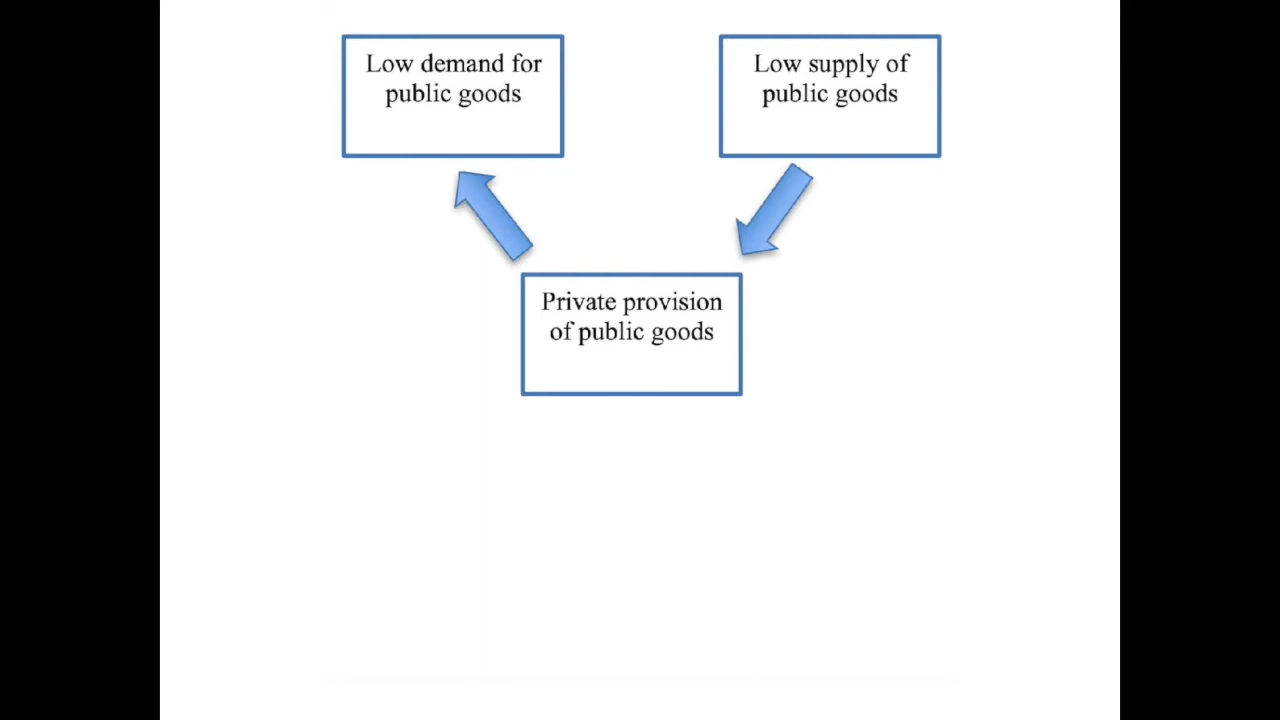 Low demand for
public goods
Low supply of
public goods
Private provision
of public goods